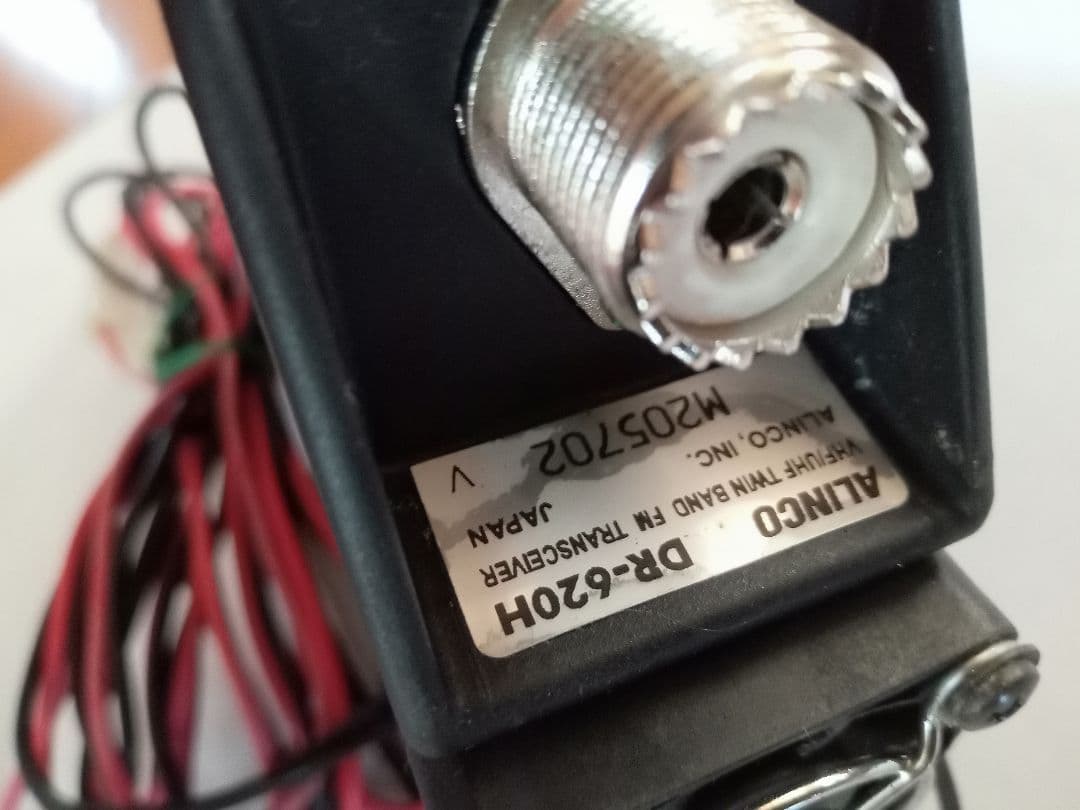 ALINCO DR-620H
VHF/UHF TWIN BAND FM TRANSCEIVER
ALINCO, INC. JAPAN
M205702 V